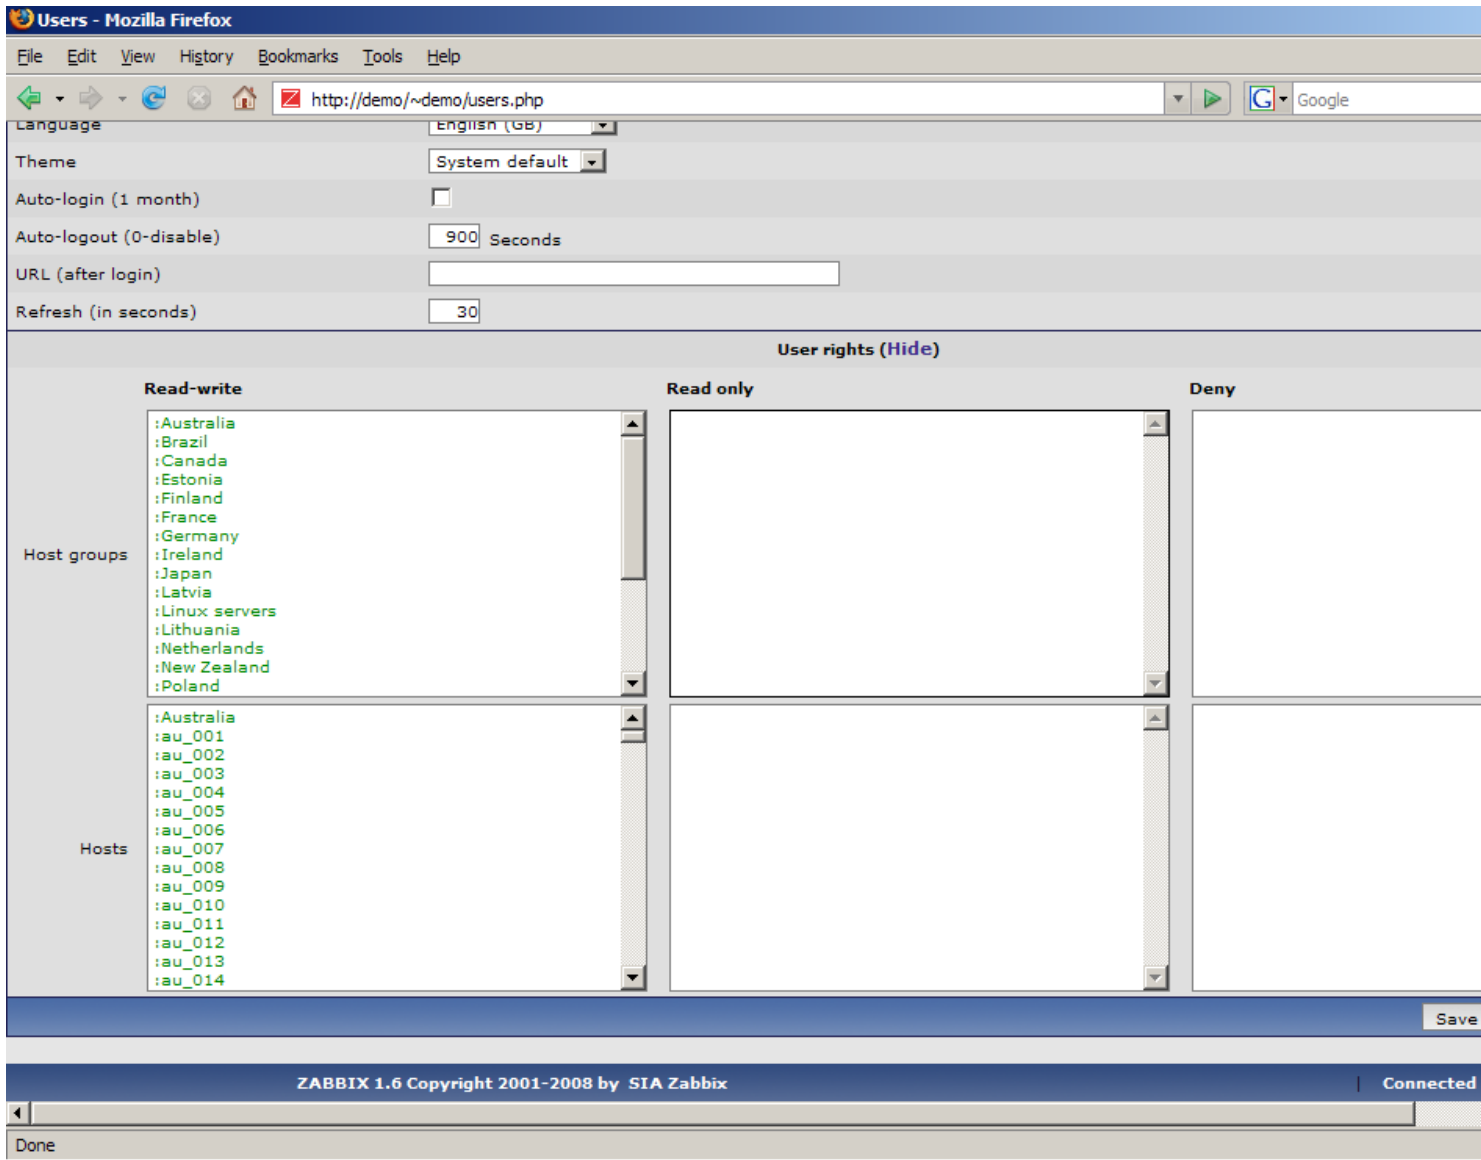 Users - Mozilla Firefox
File Edit View History Bookmarks Tools Help
http://demo/~demo/users.php Google
Language English (GB)
Theme System default
Auto-login (1 month)
Auto-logout (0-disable) 900 Seconds
URL (after login)
Refresh (in seconds) 30
User rights (Hide)
Read-write Read only Deny
Host groups
:Australia
:Brazil
:Canada
:Estonia
:Finland
:France
:Germany
:Ireland
:Japan
:Latvia
:Linux servers
:Lithuania
:Netherlands
:New Zealand
:Poland
Hosts
:Australia
:au_001
:au_002
:au_003
:au_004
:au_005
:au_006
:au_007
:au_008
:au_009
:au_010
:au_011
:au_012
:au_013
:au_014
Save
ZABBIX 1.6 Copyright 2001-2008 by SIA Zabbix | Connected
Done